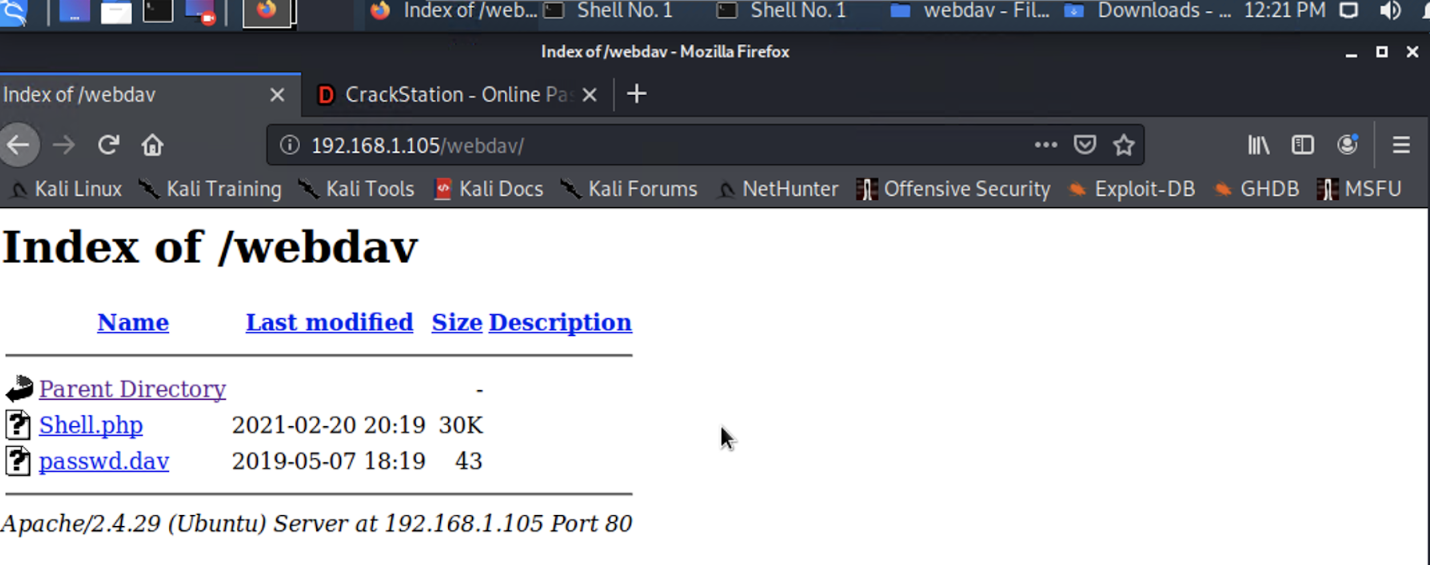 Index of /web... Shell No. 1 Shell No. 1 webdav - Fil... Downloads - ... 12:21 PM
Index of /webdav - Mozilla Firefox
Index of /webdav CrackStation - Online Pas
192.168.1.105/webdav/
Kali Linux Kali Training Kali Tools Kali Docs Kali Forums NetHunter Offensive Security Exploit-DB GHDB MSFU
Index of /webdav
Name Last modified Size Description
Parent Directory -
Shell.php 2021-02-20 20:19 30K
passwd.dav 2019-05-07 18:19 43
Apache/2.4.29 (Ubuntu) Server at 192.168.1.105 Port 80